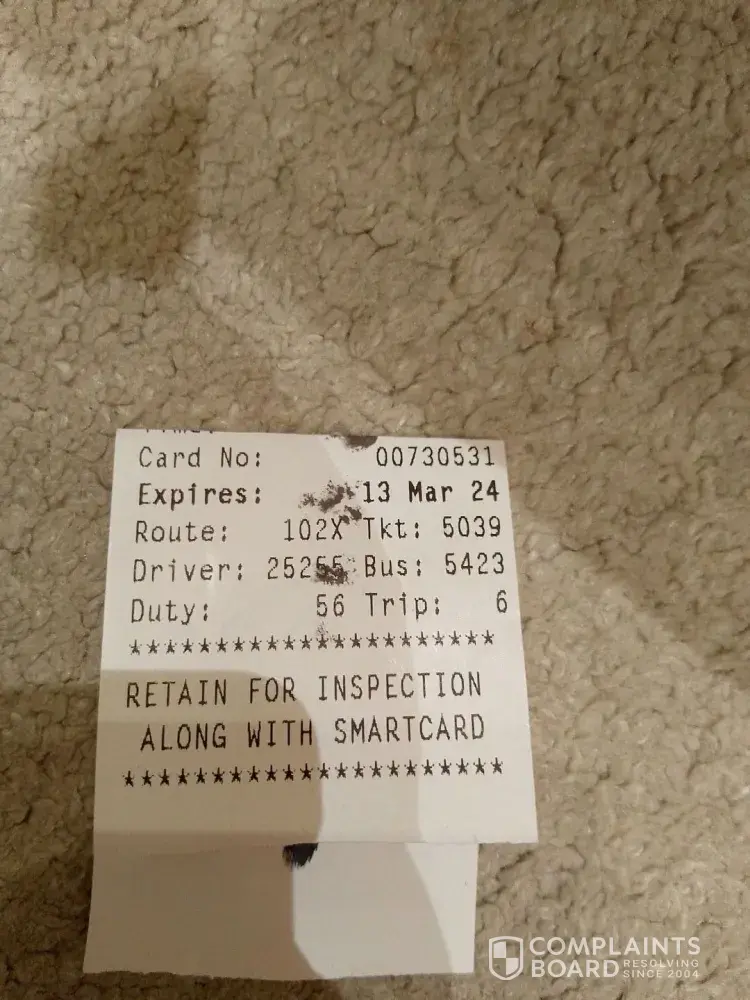 Card No: 00730531
Expires: 13 Mar 24
Route: 102X Tkt: 5039
Driver: 25255 Bus: 5423
Duty: 56 Trip: 6
*********************
RETAIN FOR INSPECTION
ALONG WITH SMARTCARD
*********************
COMPLAINTS
BOARD RESOLVING
SINCE 2004